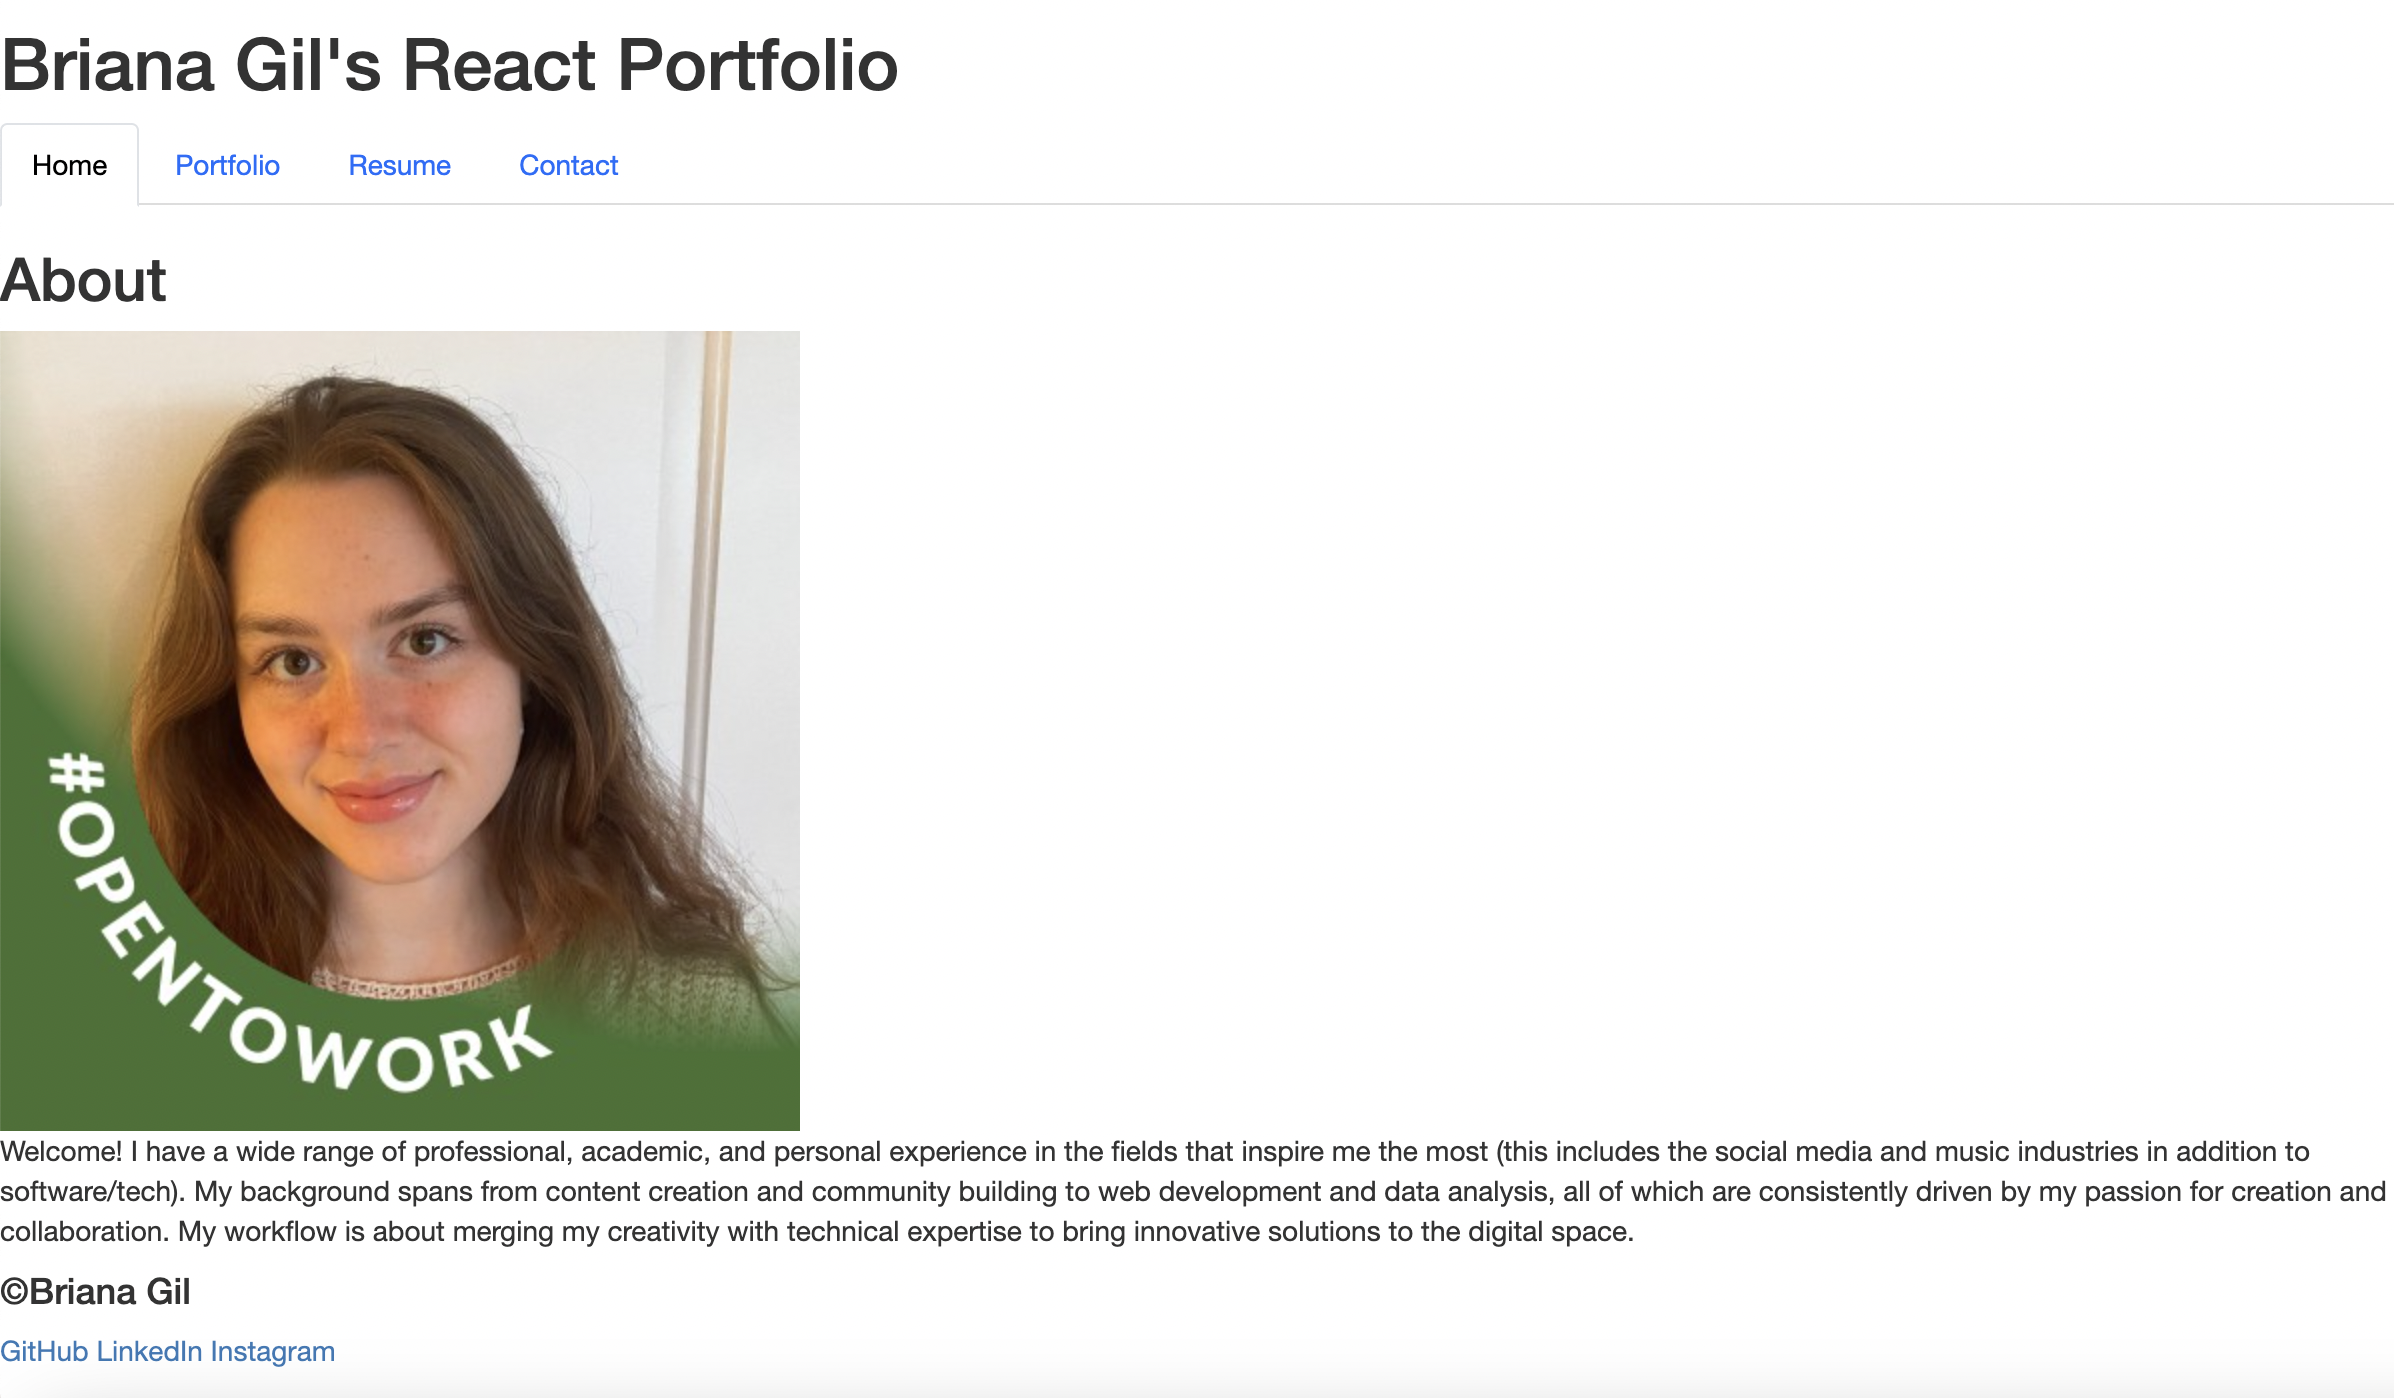 Briana Gil's React Portfolio
Home Portfolio Resume Contact
About
#OPENTOWORK
Welcome! I have a wide range of professional, academic, and personal experience in the fields that inspire me the most (this includes the social media and music industries in addition to
software/tech). My background spans from content creation and community building to web development and data analysis, all of which are consistently driven by my passion for creation and
collaboration. My workflow is about merging my creativity with technical expertise to bring innovative solutions to the digital space.
©Briana Gil
GitHub LinkedIn Instagram